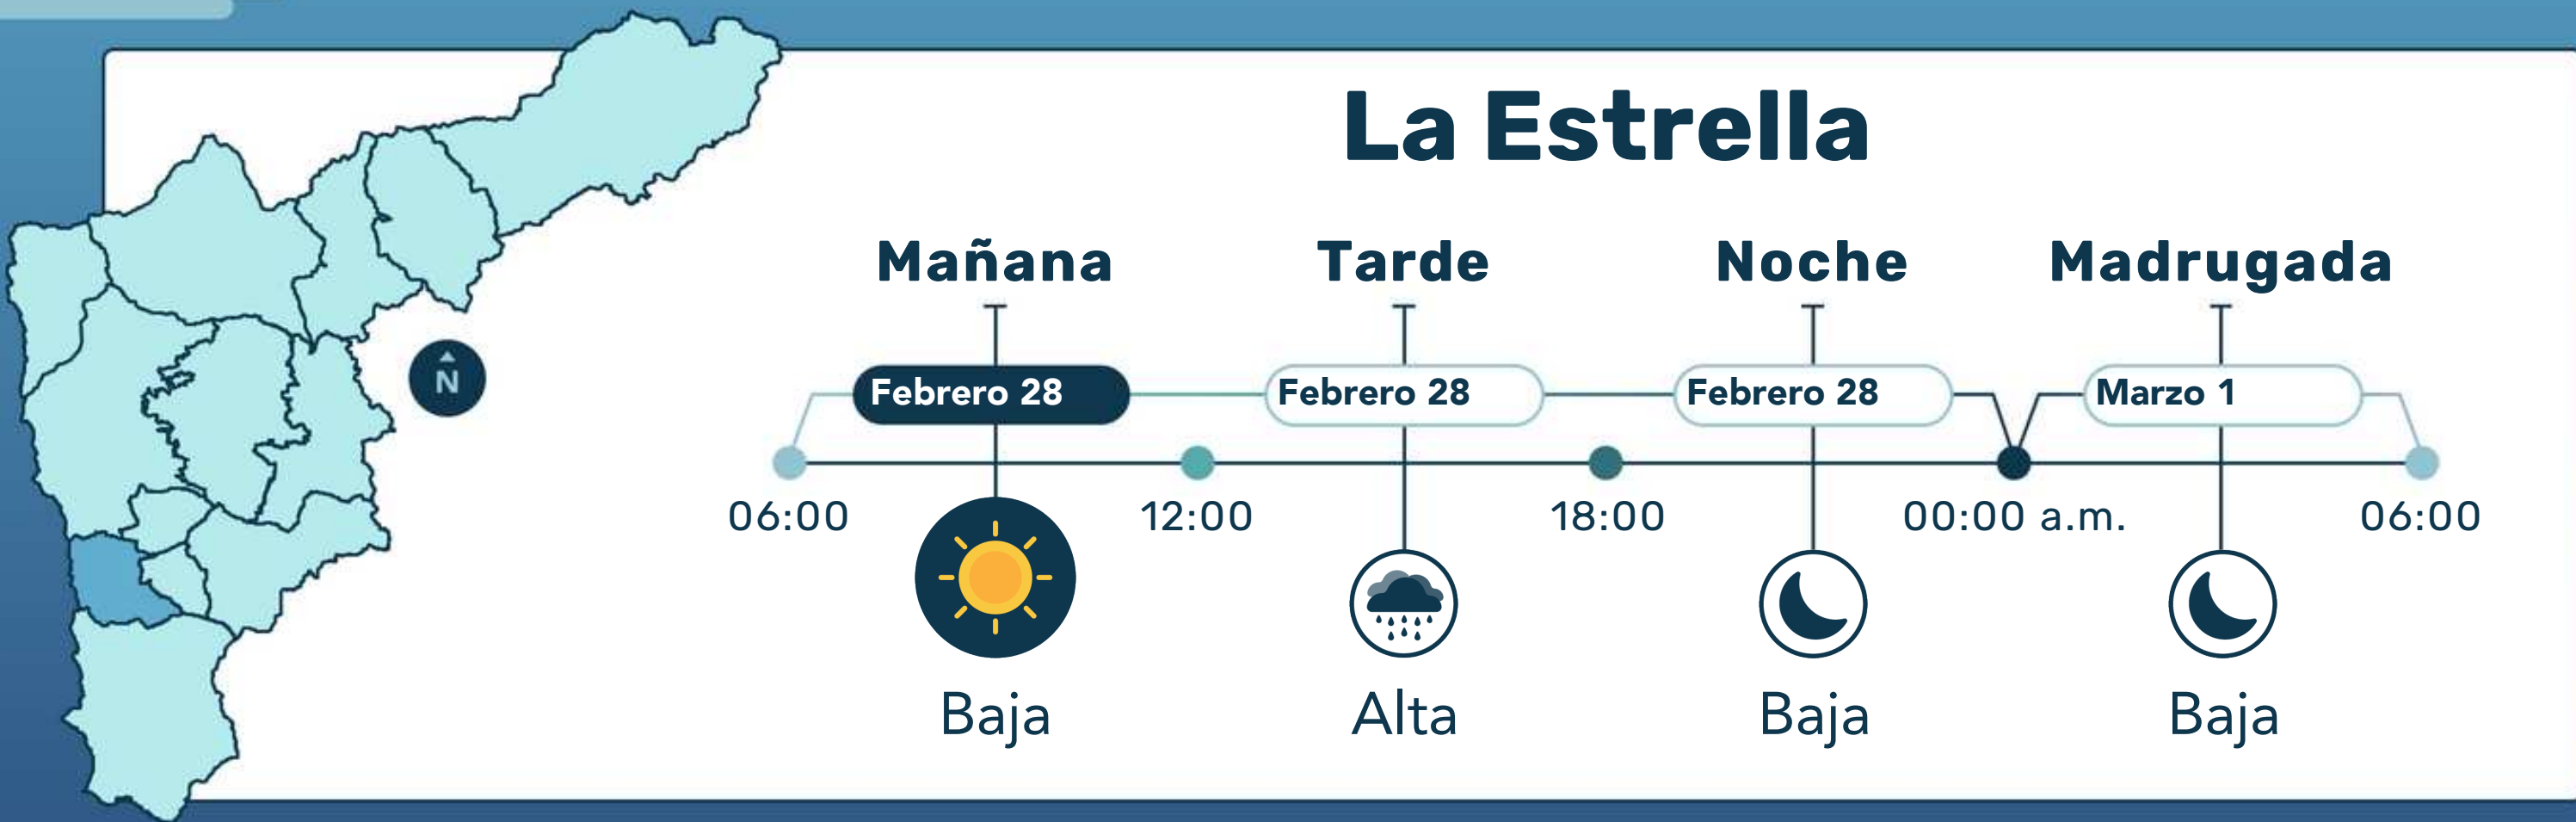 La Estrella
Mañana Tarde Noche Madrugada
N
Febrero 28 Febrero 28 Febrero 28 Marzo 1
06:00 12:00 18:00 00:00 a.m. 06:00
Baja Alta Baja Baja